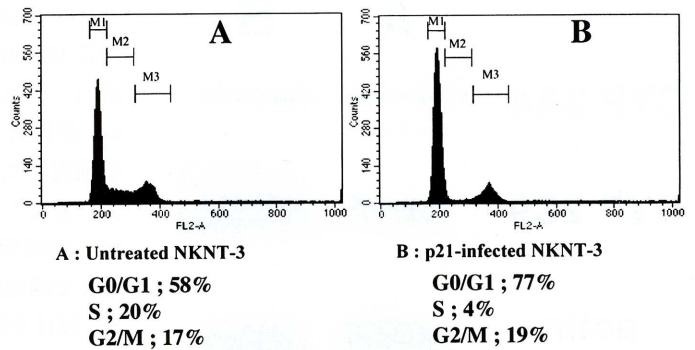 A
M1
M2
M3
Counts
700
560
420
280
140
0
0 200 400 600 800 1000
FL2-A
B
M1
M2
M3
Counts
700
560
420
280
140
0
0 200 400 600 800 1000
FL2-A
A : Untreated NKNT-3
G0/G1 ; 58%
S ; 20%
G2/M ; 17%
B : p21-infected NKNT-3
G0/G1 ; 77%
S ; 4%
G2/M ; 19%